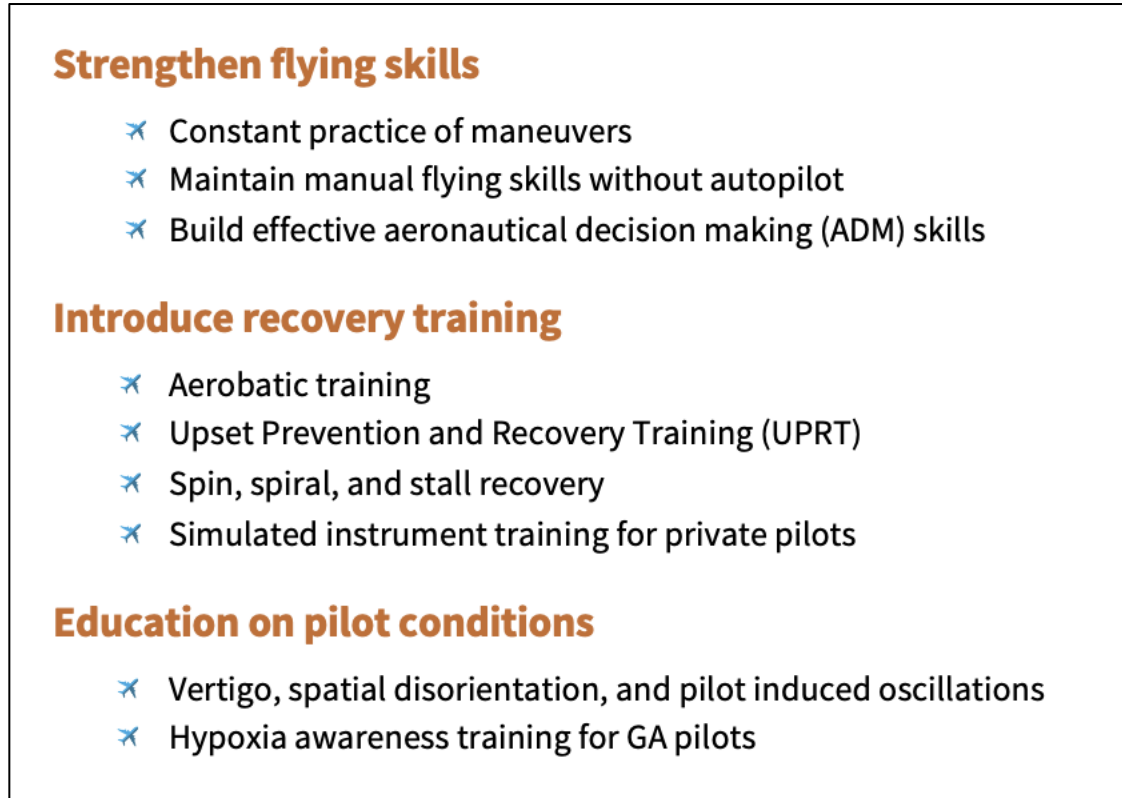 Strengthen flying skills
Constant practice of maneuvers
Maintain manual flying skills without autopilot
Build effective aeronautical decision making (ADM) skills
Introduce recovery training
Aerobatic training
Upset Prevention and Recovery Training (UPRT)
Spin, spiral, and stall recovery
Simulated instrument training for private pilots
Education on pilot conditions
Vertigo, spatial disorientation, and pilot induced oscillations
Hypoxia awareness training for GA pilots